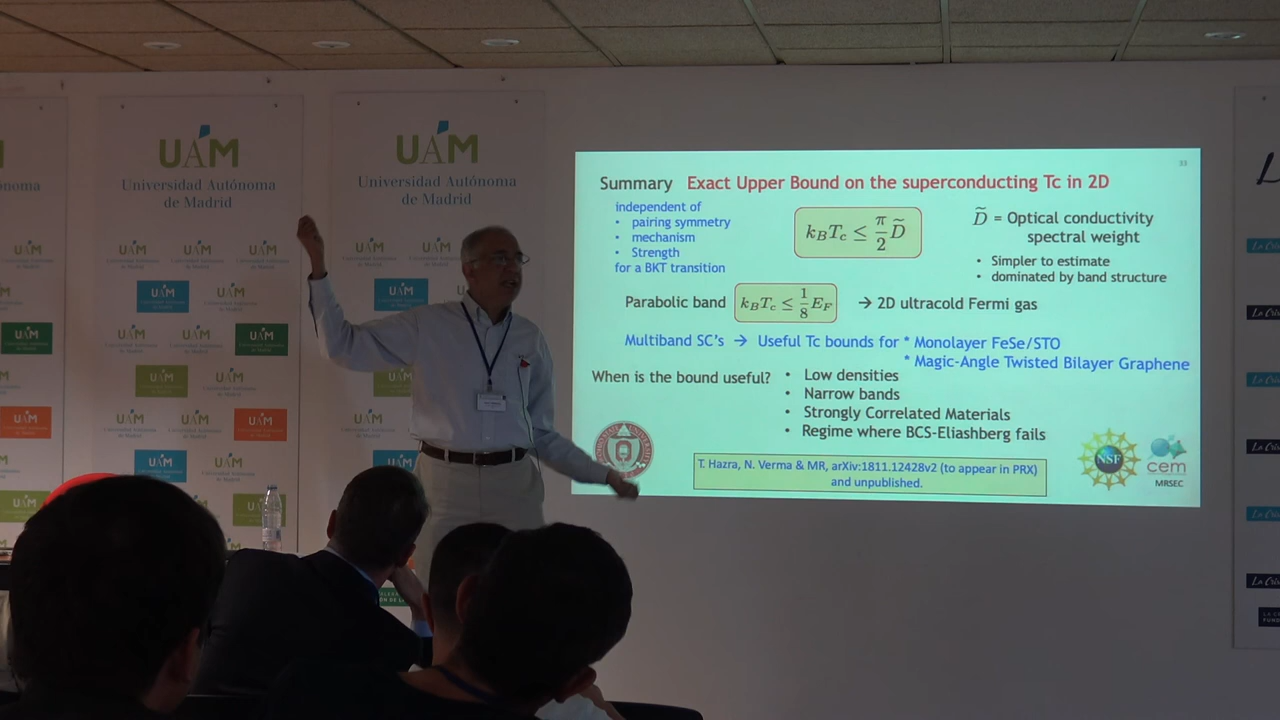 UAM
Universidad Autónoma
de Madrid
UAM
Universidad Autónoma
de Madrid
33
Summary Exact Upper Bound on the superconducting Tc in 2D
independent of
• pairing symmetry
• mechanism
• Strength
for a BKT transition
k_B T_c ≤ π/2 D̃
D̃ = Optical conductivity
spectral weight
• Simpler to estimate
• dominated by band structure
Parabolic band k_B T_c ≤ 1/8 E_F → 2D ultracold Fermi gas
Multiband SC's → Useful Tc bounds for * Monolayer FeSe/STO
* Magic-Angle Twisted Bilayer Graphene
When is the bound useful?
• Low densities
• Narrow bands
• Strongly Correlated Materials
• Regime where BCS-Eliashberg fails
T. Hazra, N. Verma & MR, arXiv:1811.12428v2 (to appear in PRX)
and unpublished.
NSF
cem
MRSEC